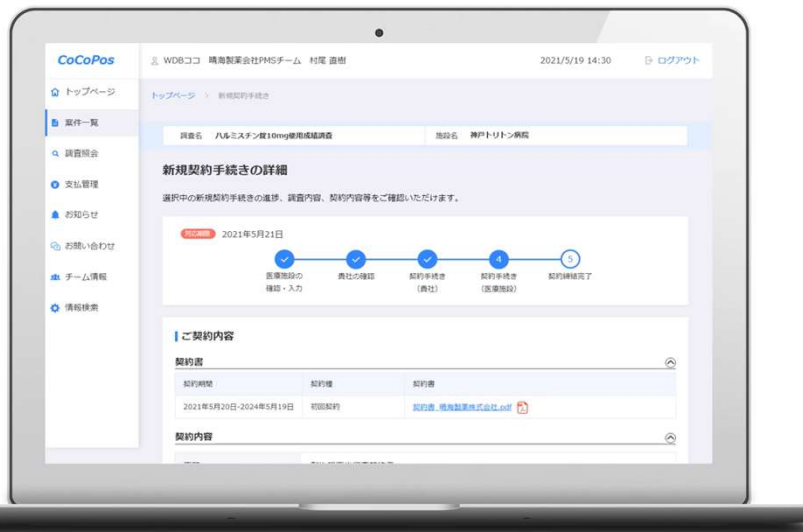 CoCoPos
WDBココ 晴海製薬会社PMSチーム 村尾 直樹
2021/5/19 14:30
ログアウト
トップページ
案件一覧
調査照会
支払管理
お知らせ
お問い合わせ
チーム情報
情報検索
トップページ > 新規契約手続き
調査名 ハルミスチン錠10mg使用成績調査
施設名 神戸トリトン病院
新規契約手続きの詳細
選択中の新規契約手続きの進捗、調査内容、契約内容等をご確認いただけます。
対応期限 2021年5月21日
4
5
医療施設の
確認・入力
貴社の確認
契約手続き
(貴社)
契約手続き
(医療施設)
契約締結完了
ご契約内容
契約書
契約期間 契約種 契約書
2021年5月20日-2024年5月19日 初回契約 契約書_晴海製薬株式会社.pdf
契約内容